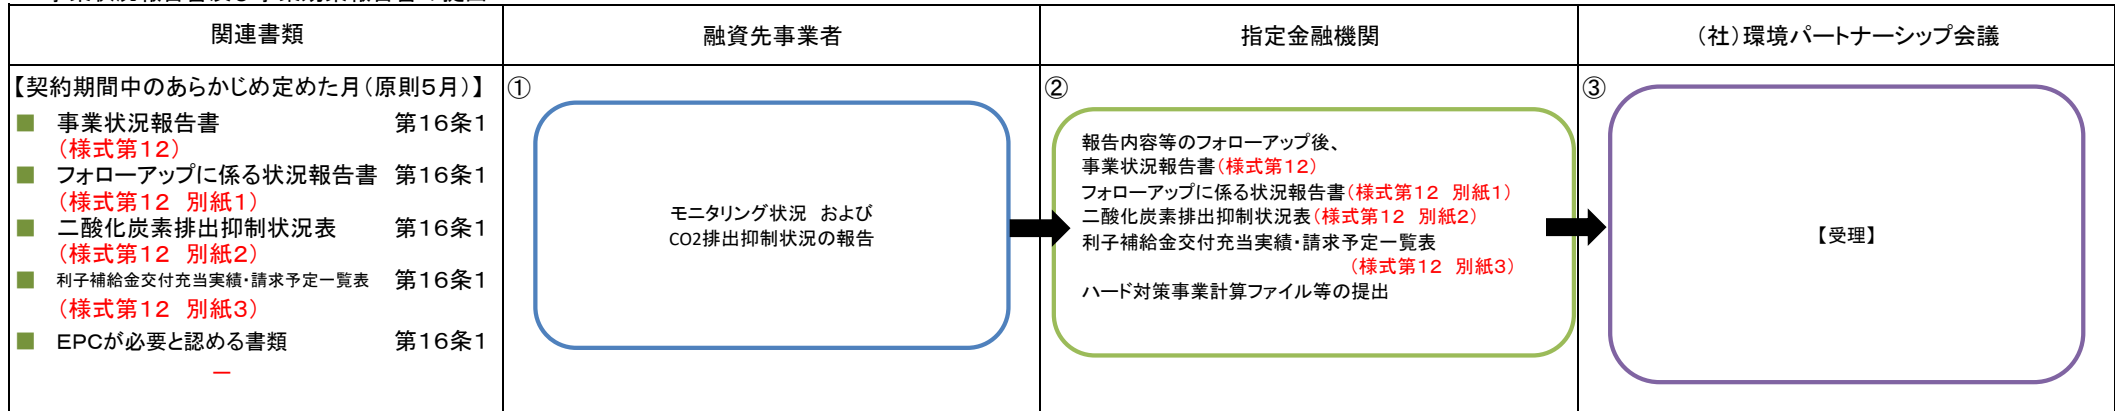 関連書類
融資先事業者
指定金融機関
(社)環境パートナーシップ会議
【契約期間中のあらかじめ定めた月(原則5月)】
■ 事業状況報告書 第16条1
(様式第12)
■ フォローアップに係る状況報告書 第16条1
(様式第12 別紙1)
■ 二酸化炭素排出抑制状況表 第16条1
(様式第12 別紙2)
■ 利子補給金交付充当実績・請求予定一覧表 第16条1
(様式第12 別紙3)
■ EPCが必要と認める書類 第16条1
－
①
モニタリング状況 および
CO2排出抑制状況の報告
②
報告内容等のフォローアップ後、
事業状況報告書(様式第12)
フォローアップに係る状況報告書(様式第12 別紙1)
二酸化炭素排出抑制状況表(様式第12 別紙2)
利子補給金交付充当実績・請求予定一覧表
(様式第12 別紙3)
ハード対策事業計算ファイル等の提出
③
【受理】